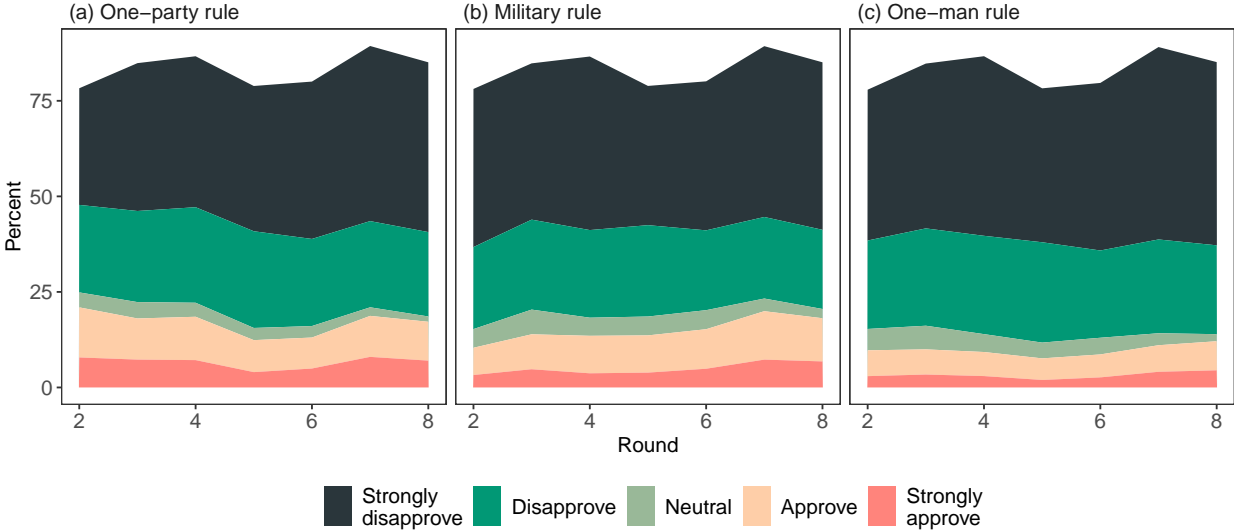 (a) One−party rule
(b) Military rule
(c) One−man rule
Percent
75
50
25
0
2 4 6 8
2 4 6 8
2 4 6 8
Round
Strongly
disapprove
Disapprove
Neutral
Approve
Strongly
approve